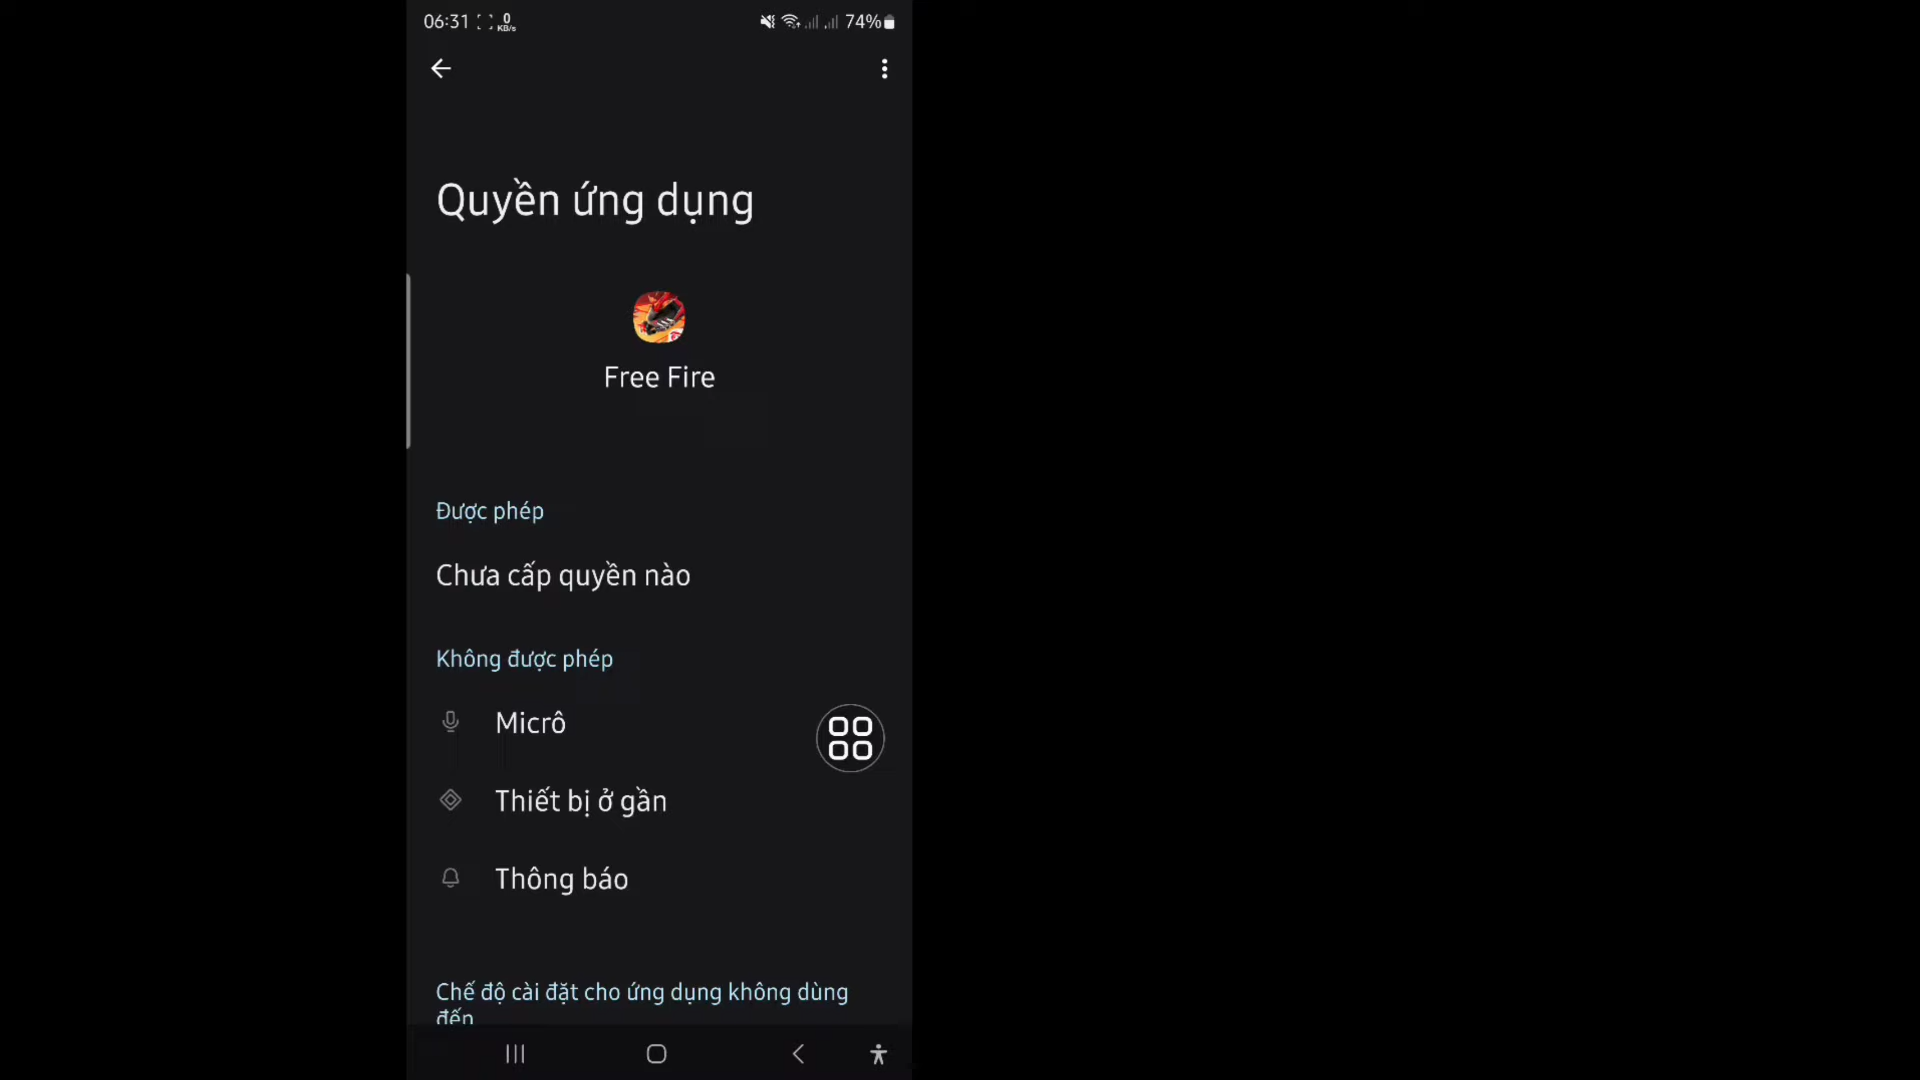 06:31 0 KB/s 74%
Quyền ứng dụng
Free Fire
Được phép
Chưa cấp quyền nào
Không được phép
Micrô
Thiết bị ở gần
Thông báo
Chế độ cài đặt cho ứng dụng không dùng
đến